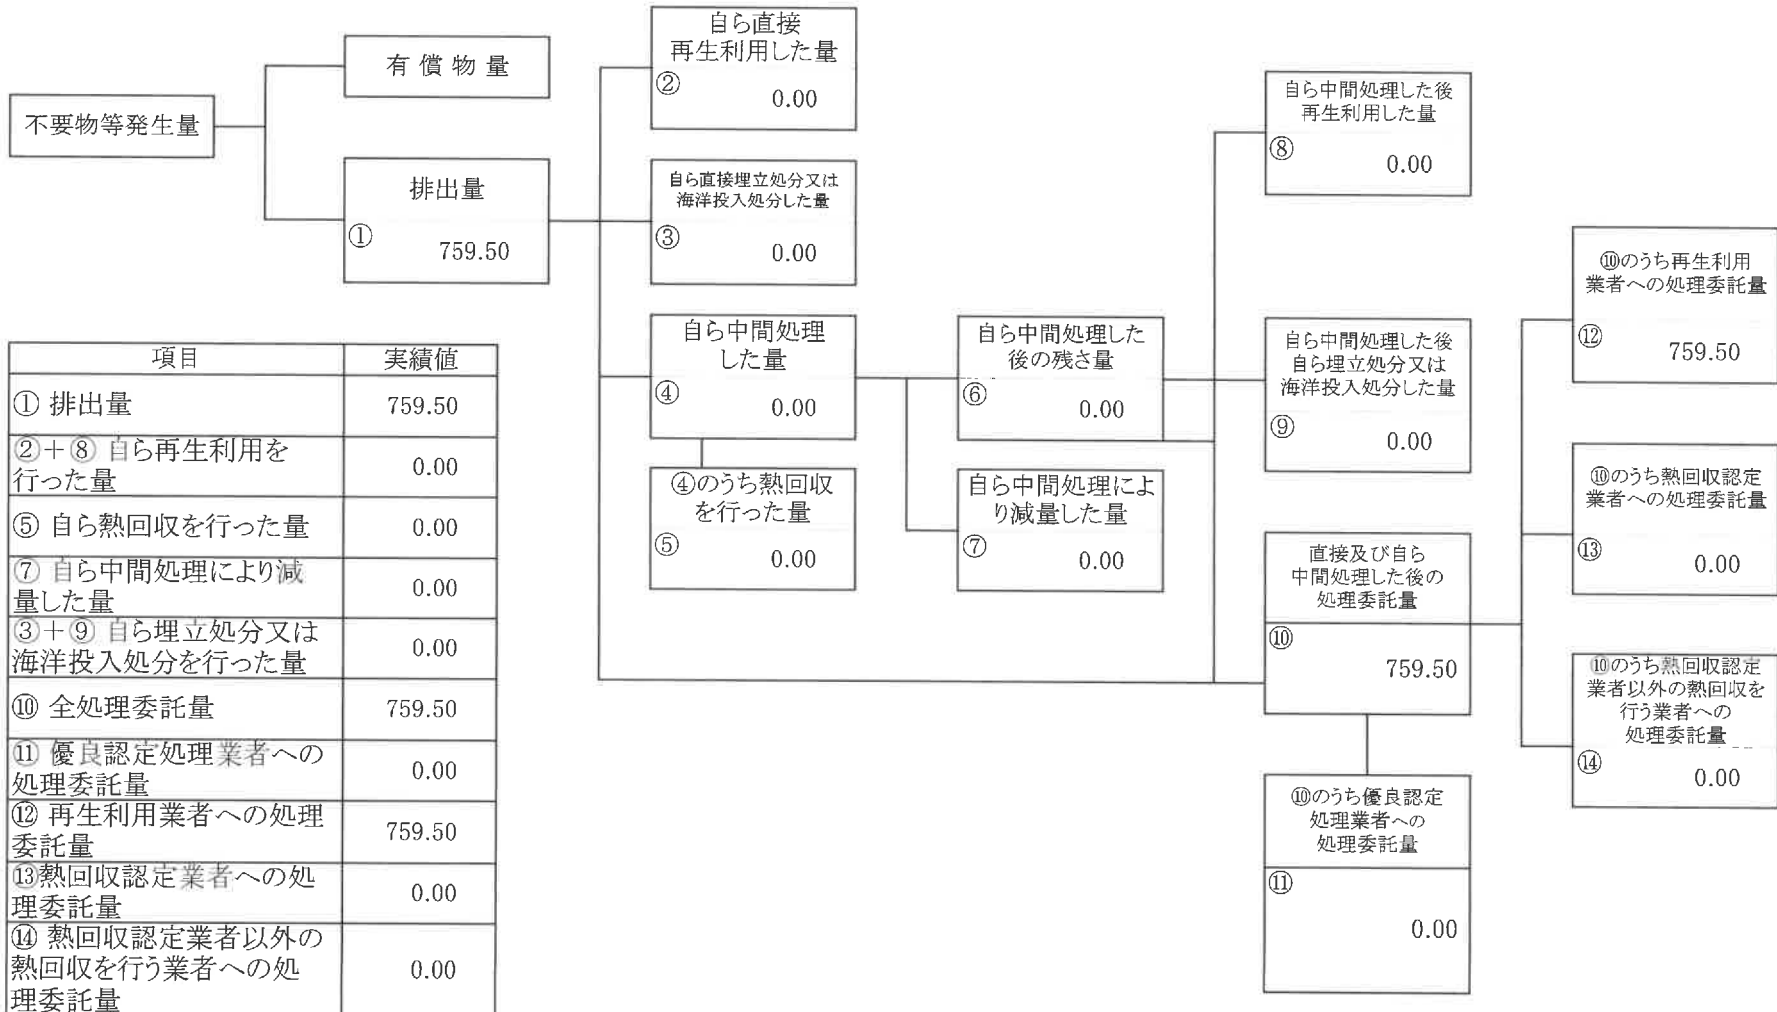 不要物等発生量
有償物量
排出量
①
759.50
自ら直接
再生利用した量
②
0.00
自ら直接埋立処分又は
海洋投入処分した量
③
0.00
自ら中間処理
した量
④
0.00
④のうち熱回収
を行った量
⑤
0.00
自ら中間処理した
後の残さ量
⑥
0.00
自ら中間処理によ
り減量した量
⑦
0.00
自ら中間処理した後
再生利用した量
⑧
0.00
自ら中間処理した後
自ら埋立処分又は
海洋投入処分した量
⑨
0.00
直接及び自ら
中間処理した後の
処理委託量
⑩
759.50
⑩のうち優良認定
処理業者への
処理委託量
⑪
0.00
⑩のうち再生利用
業者への処理委託量
⑫
759.50
⑩のうち熱回収認定
業者への処理委託量
⑬
0.00
⑩のうち熱回収認定
業者以外の熱回収を
行う業者への
処理委託量
⑭
0.00
項目 実績値
① 排出量 759.50
②+⑧ 自ら再生利用を
行った量 0.00
⑤ 自ら熱回収を行った量 0.00
⑦ 自ら中間処理により減
量した量 0.00
③+⑨ 自ら埋立処分又は
海洋投入処分を行った量 0.00
⑩ 全処理委託量 759.50
⑪ 優良認定処理業者への
処理委託量 0.00
⑫ 再生利用業者への処理
委託量 759.50
⑬熱回収認定業者への処
理委託量 0.00
⑭ 熱回収認定業者以外の
熱回収を行う業者への処
理委託量 0.00